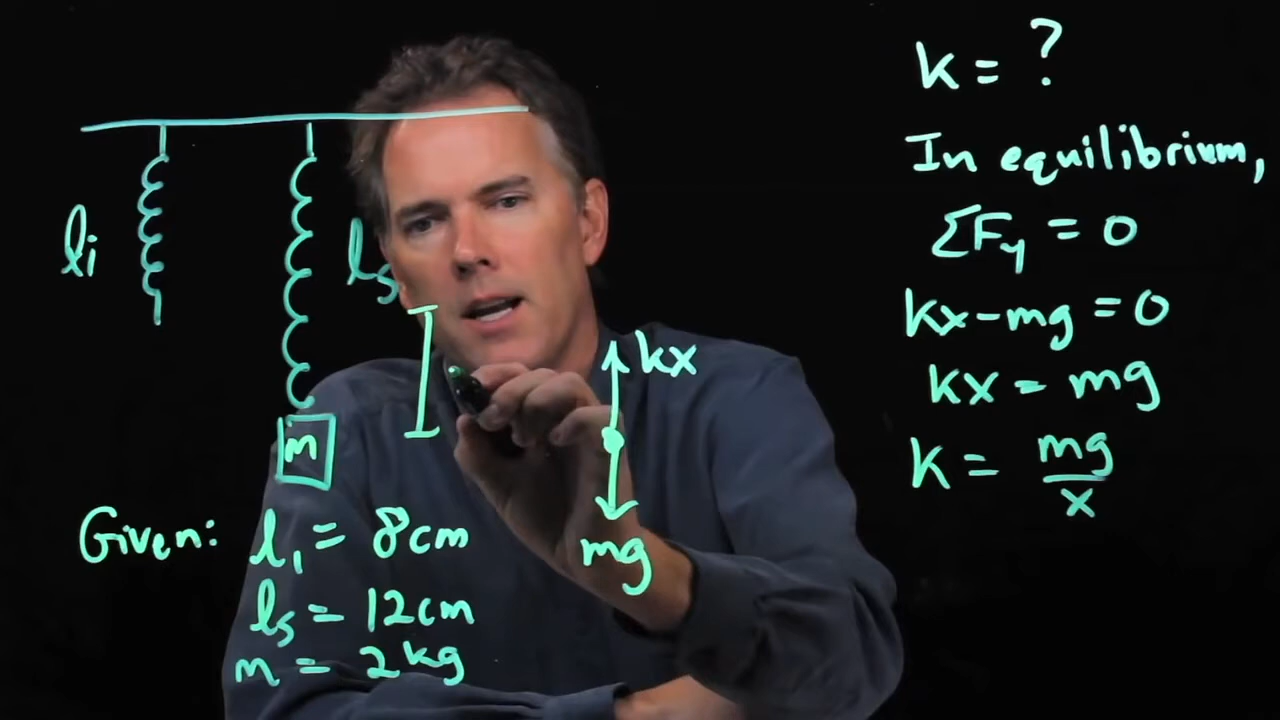 li
ls
m
kx
mg
Given: l1 = 8cm
ls = 12cm
m = 2kg
k = ?
In equilibrium,
ΣFy = 0
kx-mg = 0
kx = mg
k = mg/x